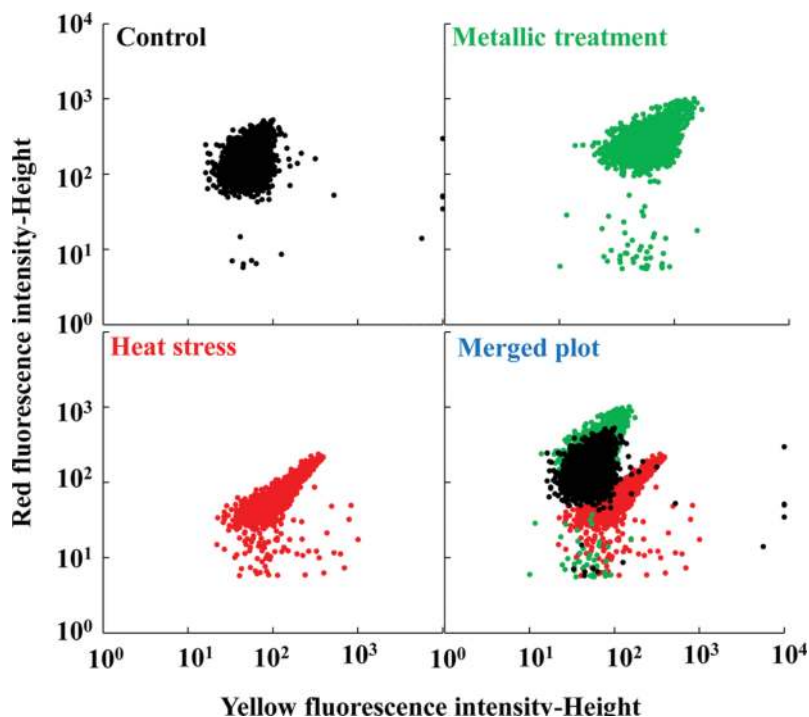 10⁴
Control
Metallic treatment
10³
10²
10¹
10⁰
Heat stress
Merged plot
10³
10²
10¹
10⁰
10⁰ 10¹ 10² 10³ 10⁰ 10¹ 10² 10³ 10⁴
Red fluorescence intensity-Height
Yellow fluorescence intensity-Height